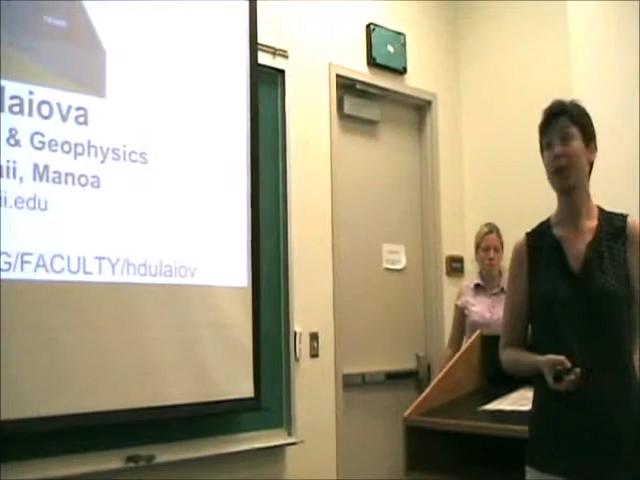 laiova
& Geophysics
ii, Manoa
i.edu
G/FACULTY/hdulaiov